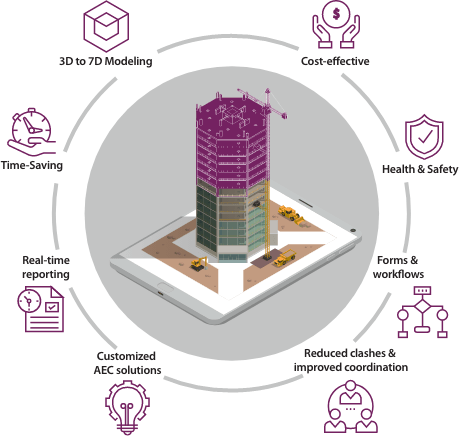 3D to 7D Modeling
Cost-effective
Time-Saving
Health & Safety
Real-time
reporting
Forms &
workflows
Customized
AEC solutions
Reduced clashes &
improved coordination